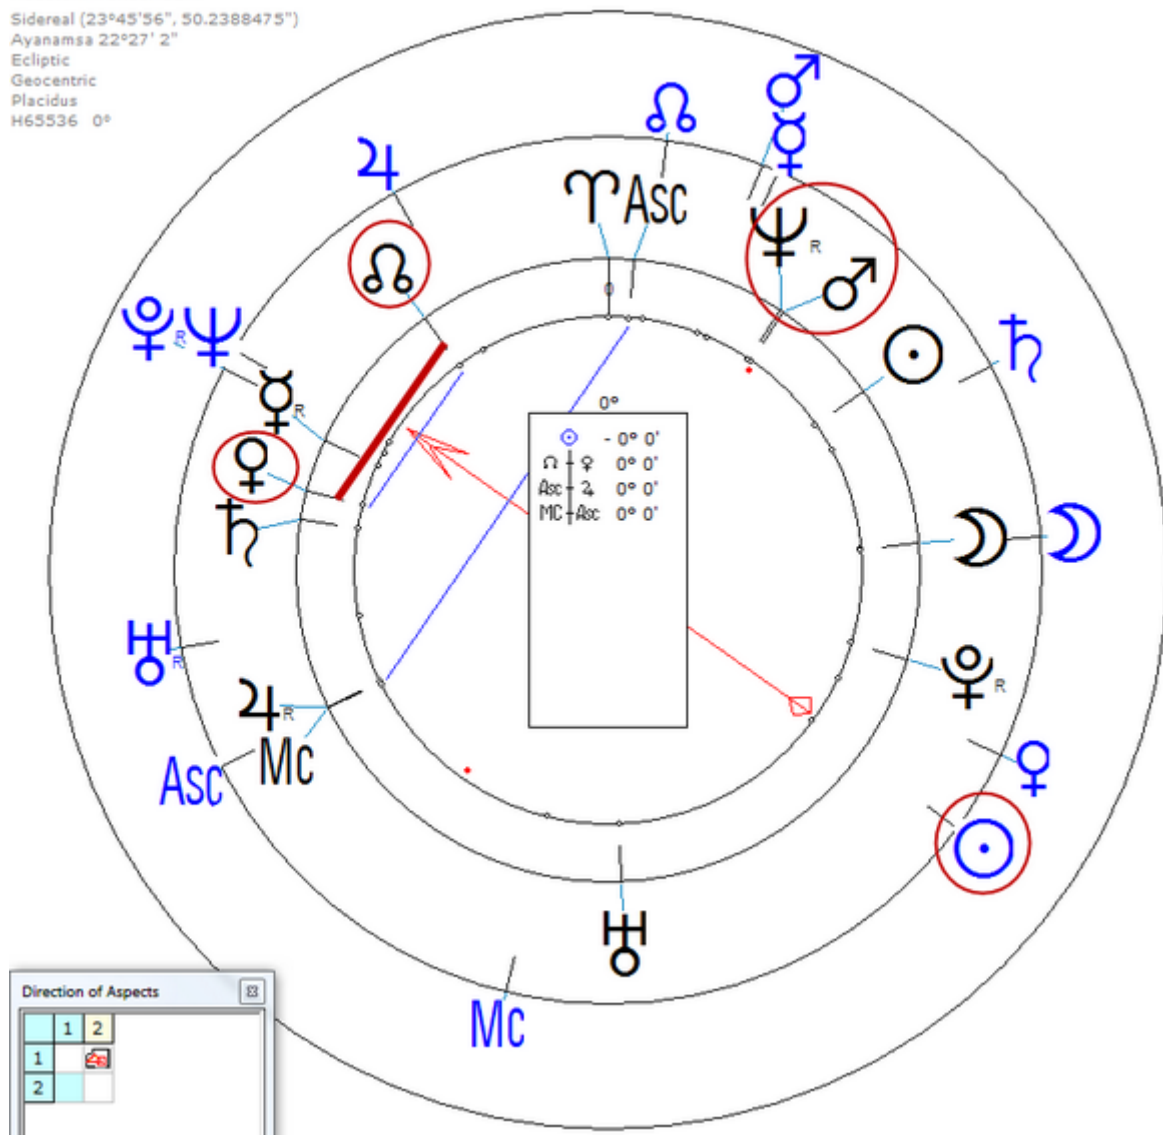 Sidereal (23°45'56", 50.2388475")
Ayanamsa 22°27' 2"
Ecliptic
Geocentric
Placidus
H65536 0°
♂
☊
☿
♃
♈ Asc
♆ R
☊
♂
♇ R ♆
☉
♄
0
☿ R
0°
☉ - 0° 0'
☊ ♀ 0° 0'
Asc ♃ 0° 0'
MC Asc 0° 0'
♀
♄
☽ ☽
♅ R
♇ R
♃ R
Mc
Asc
♀
☉
♅
Mc
Direction of Aspects
1 2
1
2